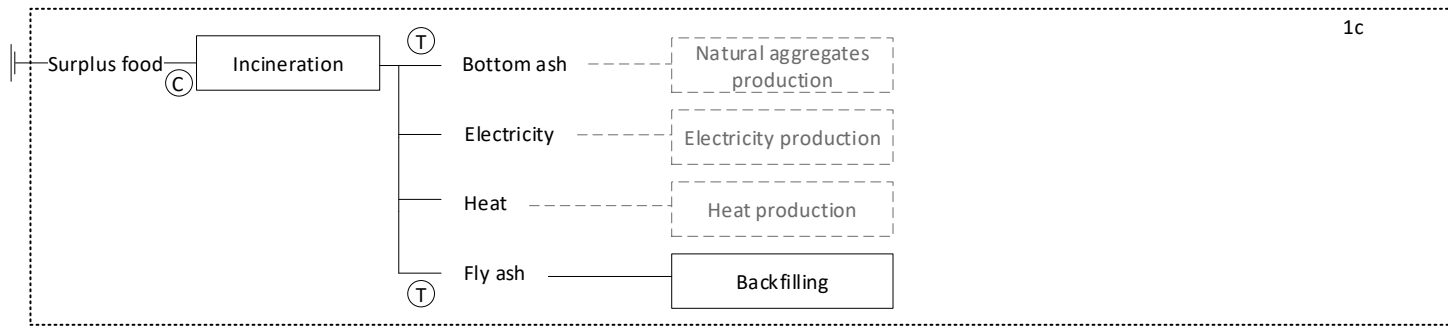 1c
Surplus food
C
Incineration
T
Bottom ash
Natural aggregates
production
Electricity
Electricity production
Heat
Heat production
T
Fly ash
Backfilling